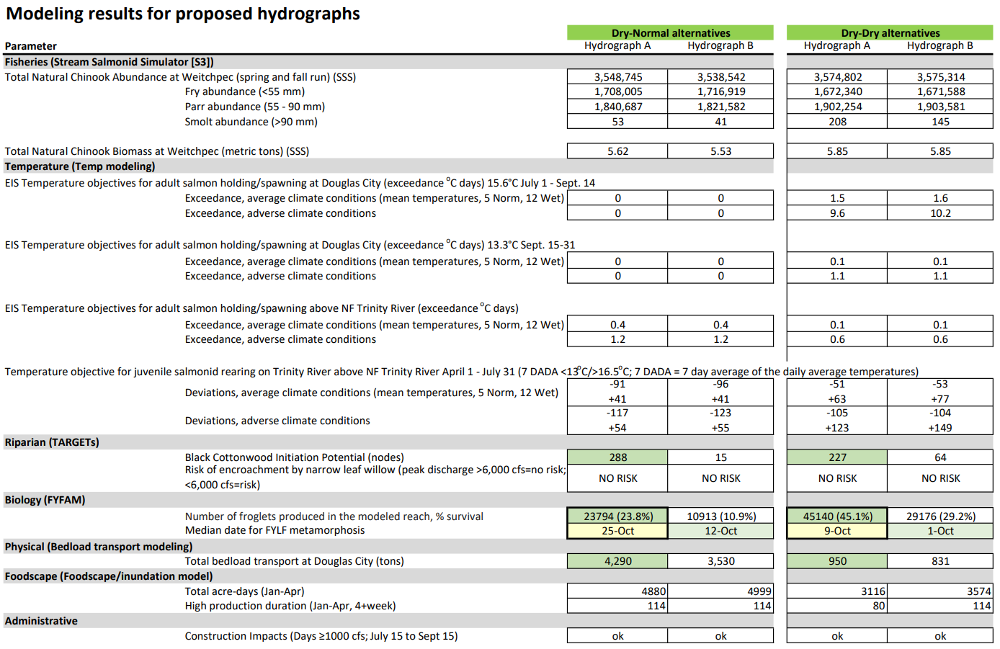 Modeling results for proposed hydrographs
Dry-Normal alternatives Dry-Dry alternatives
Parameter Hydrograph A Hydrograph B Hydrograph A Hydrograph B
Fisheries (Stream Salmonid Simulator [S3])
Total Natural Chinook Abundance at Weitchpec (spring and fall run) (SSS) 3,548,745 3,538,542 3,574,802 3,575,314
Fry abundance (<55 mm) 1,708,005 1,716,919 1,672,340 1,671,588
Parr abundance (55 - 90 mm) 1,840,687 1,821,582 1,902,254 1,903,581
Smolt abundance (>90 mm) 53 41 208 145
Total Natural Chinook Biomass at Weitchpec (metric tons) (SSS) 5.62 5.53 5.85 5.85
Temperature (Temp modeling)
EIS Temperature objectives for adult salmon holding/spawning at Douglas City (exceedance °C days) 15.6°C July 1 - Sept. 14
Exceedance, average climate conditions (mean temperatures, 5 Norm, 12 Wet) 0 0 1.5 1.6
Exceedance, adverse climate conditions 0 0 9.6 10.2
EIS Temperature objectives for adult salmon holding/spawning at Douglas City (exceedance °C days) 13.3°C Sept. 15-31
Exceedance, average climate conditions (mean temperatures, 5 Norm, 12 Wet) 0 0 0.1 0.1
Exceedance, adverse climate conditions 0 0 1.1 1.1
EIS Temperature objectives for adult salmon holding/spawning above NF Trinity River (exceedance °C days)
Exceedance, average climate conditions (mean temperatures, 5 Norm, 12 Wet) 0.4 0.4 0.1 0.1
Exceedance, adverse climate conditions 1.2 1.2 0.6 0.6
Temperature objective for juvenile salmonid rearing on Trinity River above NF Trinity River April 1 - July 31 (7 DADA <13°C/>16.5°C; 7 DADA = 7 day average of the daily average temperatures)
-91 -96 -51 -53
Deviations, average climate conditions (mean temperatures, 5 Norm, 12 Wet)
+41 +41 +63 +77
-117 -123 -105 -104
Deviations, adverse climate conditions
+54 +55 +123 +149
Riparian (TARGETs)
Black Cottonwood Initiation Potential (nodes) 288 15 227 64
Risk of encroachment by narrow leaf willow (peak discharge >6,000 cfs=no risk;
<6,000 cfs=risk) NO RISK NO RISK NO RISK NO RISK
Biology (FYFAM)
Number of froglets produced in the modeled reach, % survival 23794 (23.8%) 10913 (10.9%) 45140 (45.1%) 29176 (29.2%)
Median date for FYLF metamorphosis 25-Oct 12-Oct 9-Oct 1-Oct
Physical (Bedload transport modeling)
Total bedload transport at Douglas City (tons) 4,290 3,530 950 831
Foodscape (Foodscape/inundation model)
Total acre-days (Jan-Apr) 4880 4999 3116 3574
High production duration (Jan-Apr, 4+week) 114 114 80 114
Administrative
Construction Impacts (Days ≥1000 cfs; July 15 to Sept 15) ok ok ok ok